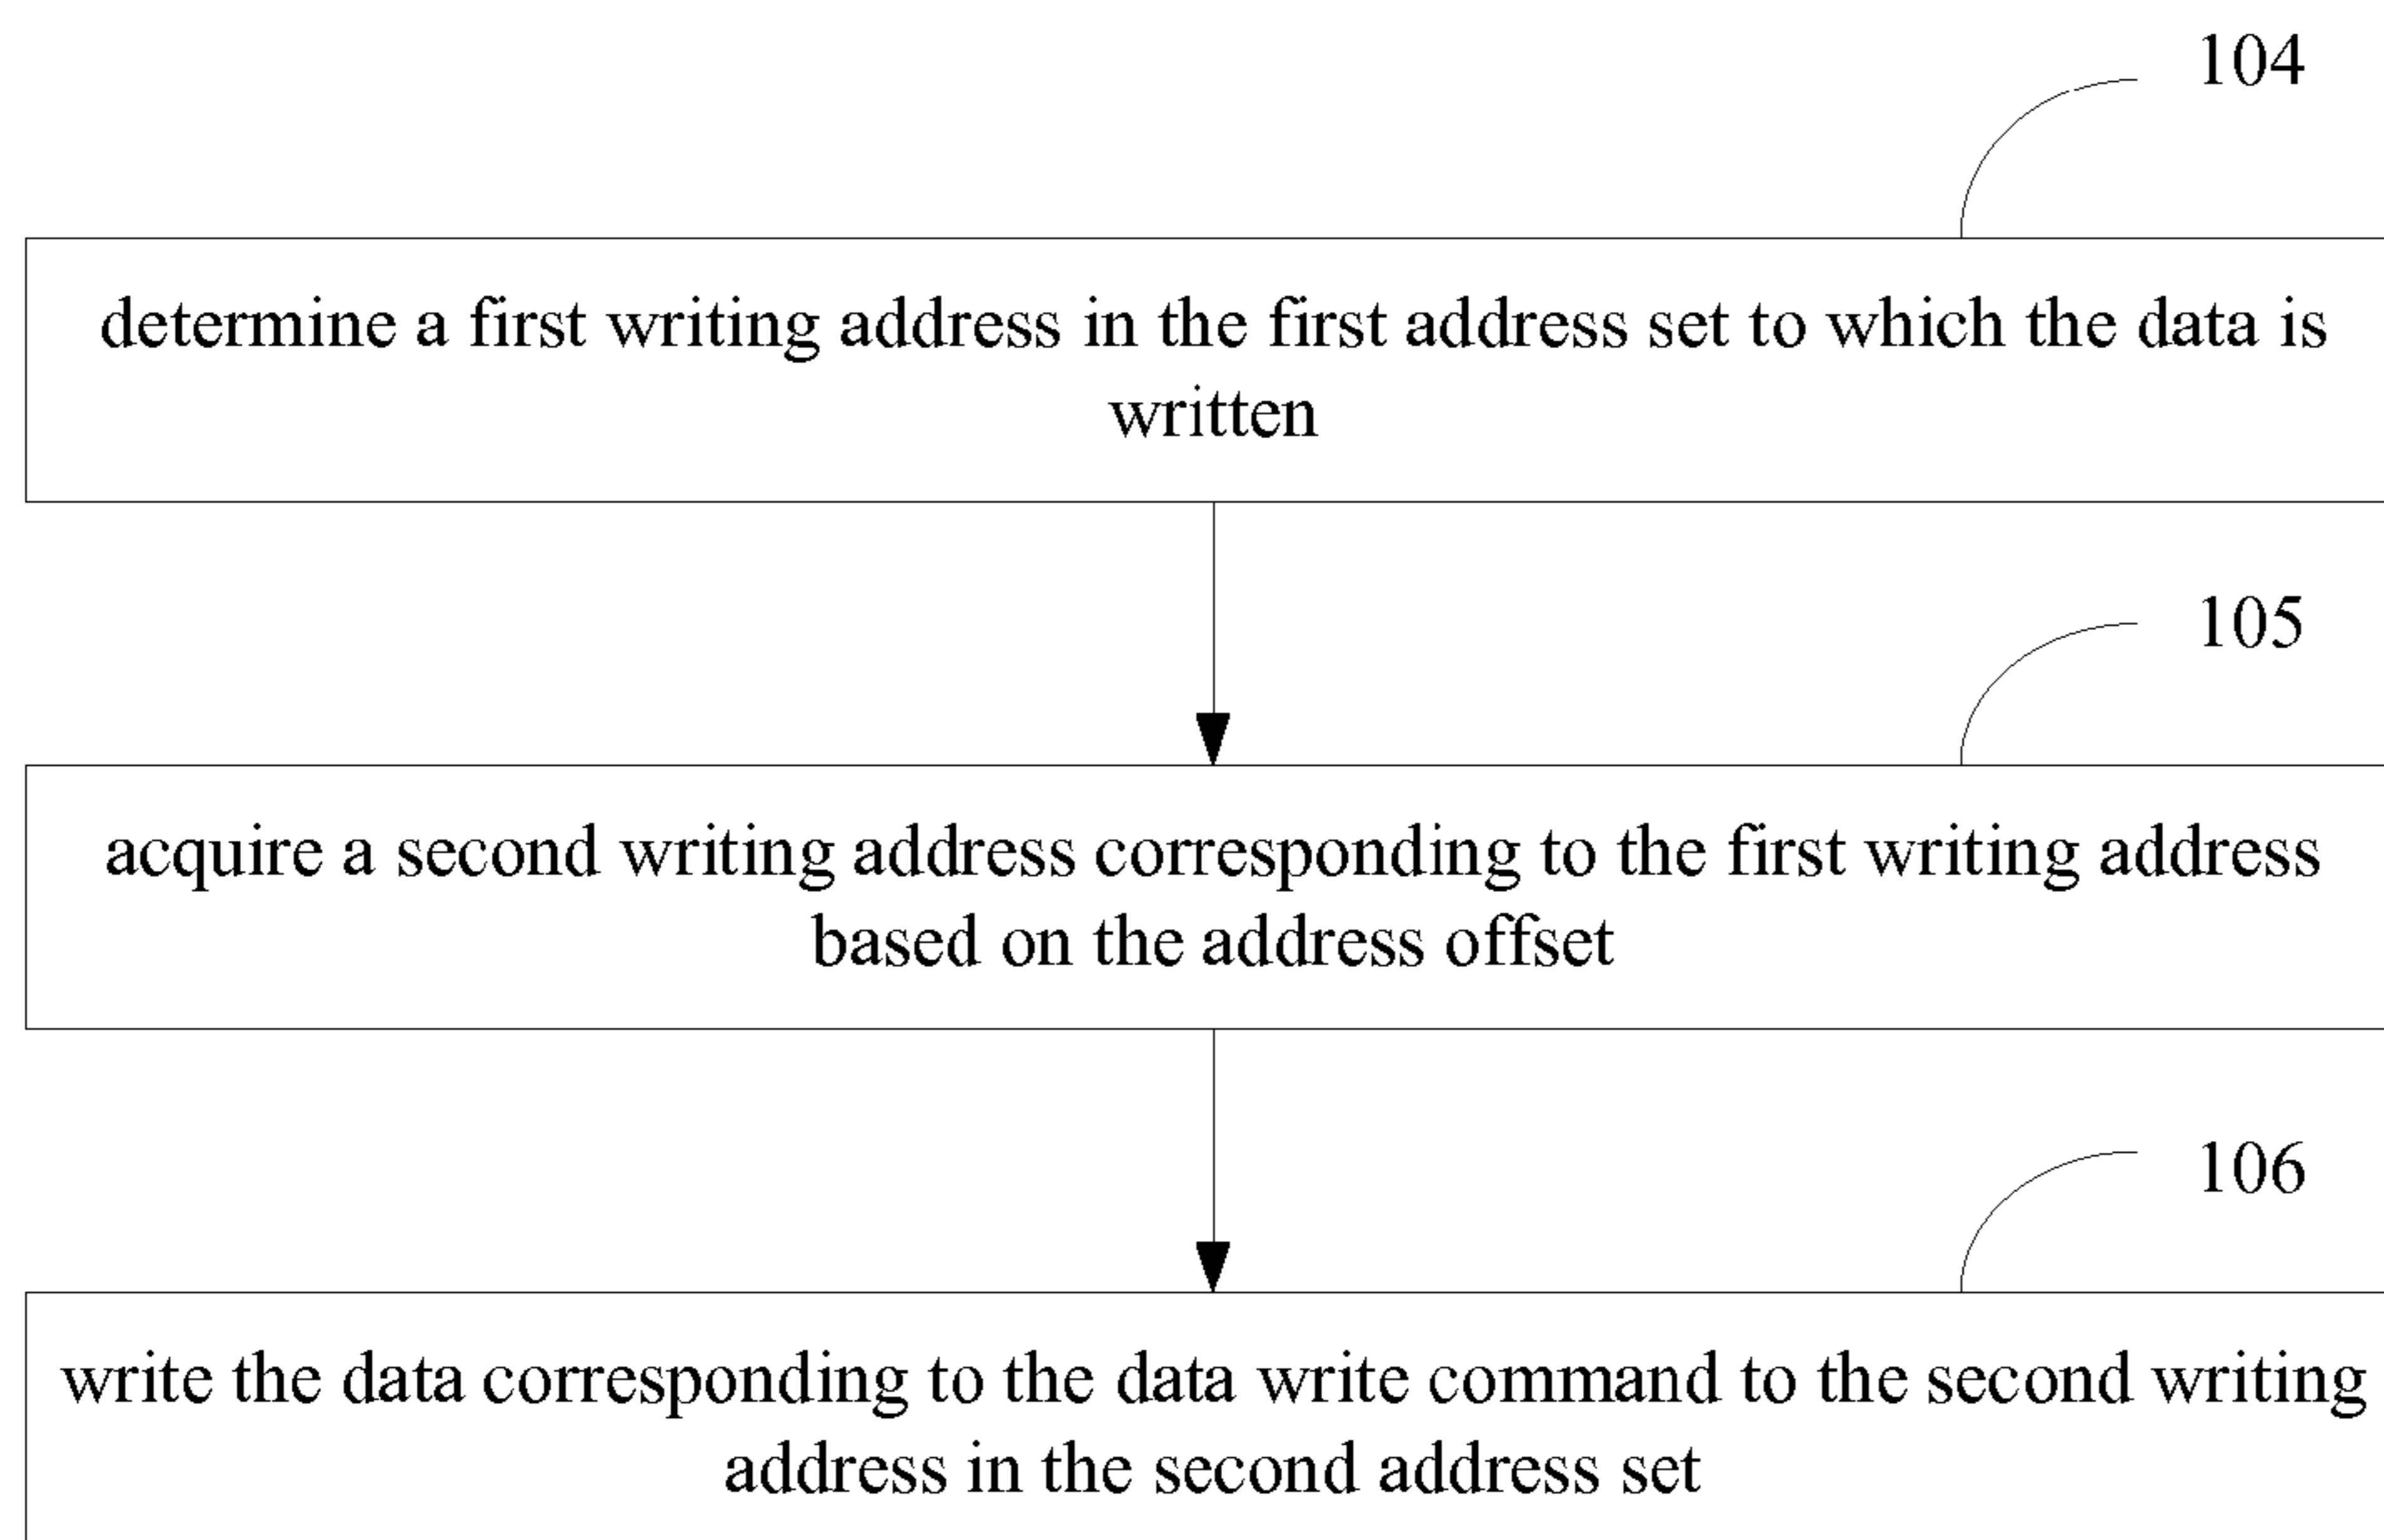 104
determine a first writing address in the first address set to which the data is
written
105
acquire a second writing address corresponding to the first writing address
based on the address offset
106
write the data corresponding to the data write command to the second writing
address in the second address set